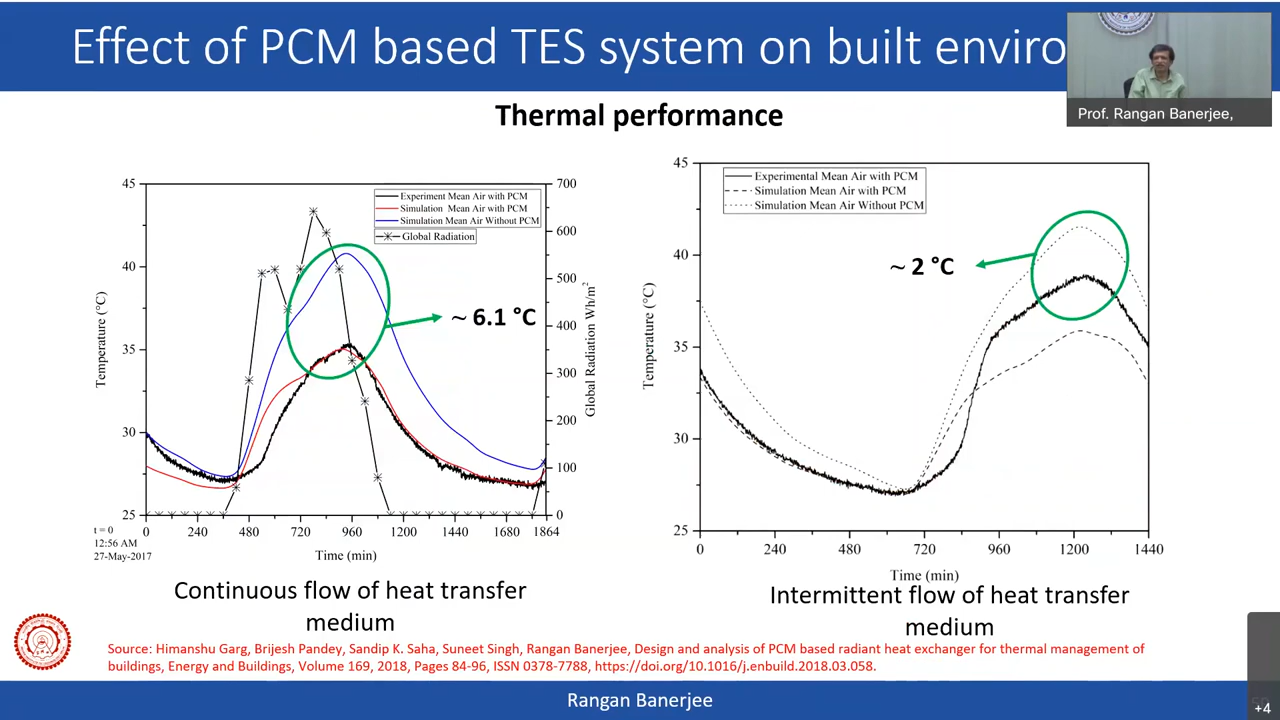 Effect of PCM based TES system on built enviro
Prof. Rangan Banerjee,
Thermal performance
45
40
35
30
25
Temperature (°C)
Experiment Mean Air with PCM
Simulation Mean Air with PCM
Simulation Mean Air Without PCM
Global Radiation
~ 6.1 °C
700
600
500
400
300
200
100
0
Global Radiation Wh/m²
0 240 480 720 960 1200 1440 1680 1864
t = 0
12:56 AM
27-May-2017
Time (min)
Continuous flow of heat transfer
medium
45
40
35
30
25
Temperature (°C)
Experimental Mean Air with PCM
Simulation Mean Air with PCM
Simulation Mean Air Without PCM
~ 2 °C
0 240 480 720 960 1200 1440
Time (min)
Intermittent flow of heat transfer
medium
Source: Himanshu Garg, Brijesh Pandey, Sandip K. Saha, Suneet Singh, Rangan Banerjee, Design and analysis of PCM based radiant heat exchanger for thermal management of
buildings, Energy and Buildings, Volume 169, 2018, Pages 84-96, ISSN 0378-7788, https://doi.org/10.1016/j.enbuild.2018.03.058.
Rangan Banerjee
+4